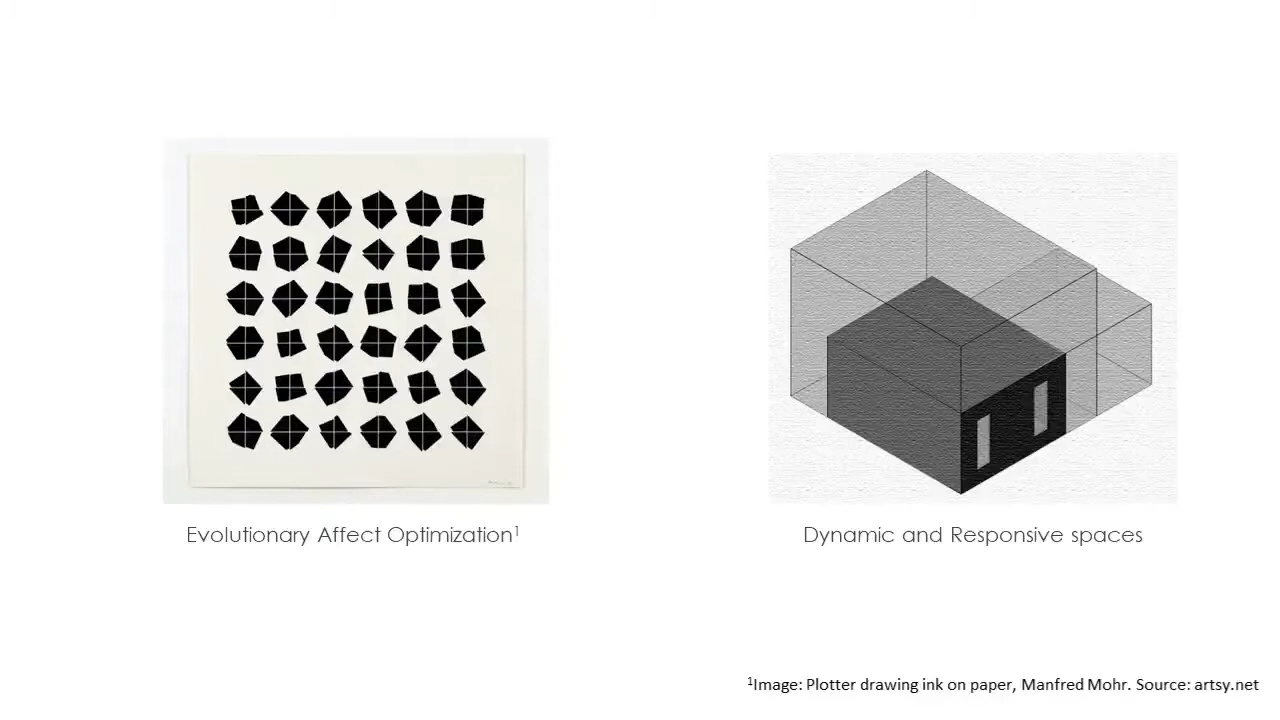 Evolutionary Affect Optimization¹
Dynamic and Responsive spaces
¹Image: Plotter drawing ink on paper, Manfred Mohr. Source: artsy.net